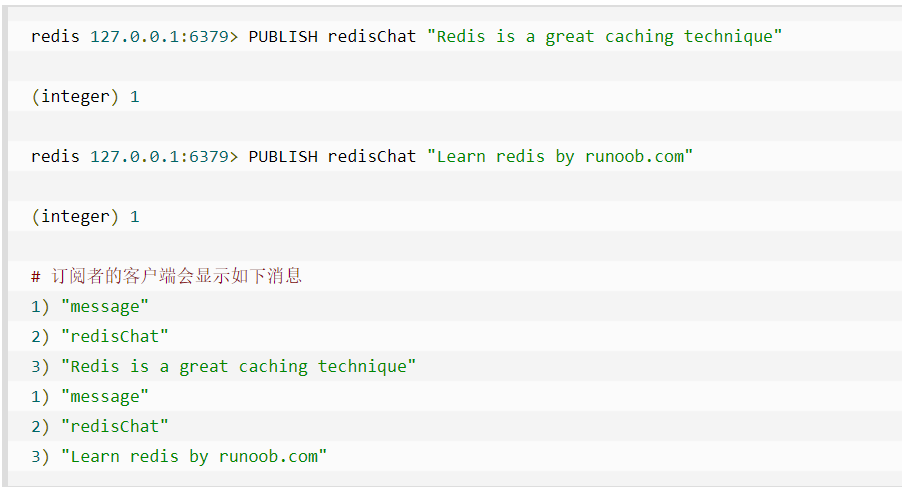 redis 127.0.0.1:6379> PUBLISH redisChat "Redis is a great caching technique"
(integer) 1
redis 127.0.0.1:6379> PUBLISH redisChat "Learn redis by runoob.com"
(integer) 1
# 订阅者的客户端会显示如下消息
1) "message"
2) "redisChat"
3) "Redis is a great caching technique"
1) "message"
2) "redisChat"
3) "Learn redis by runoob.com"